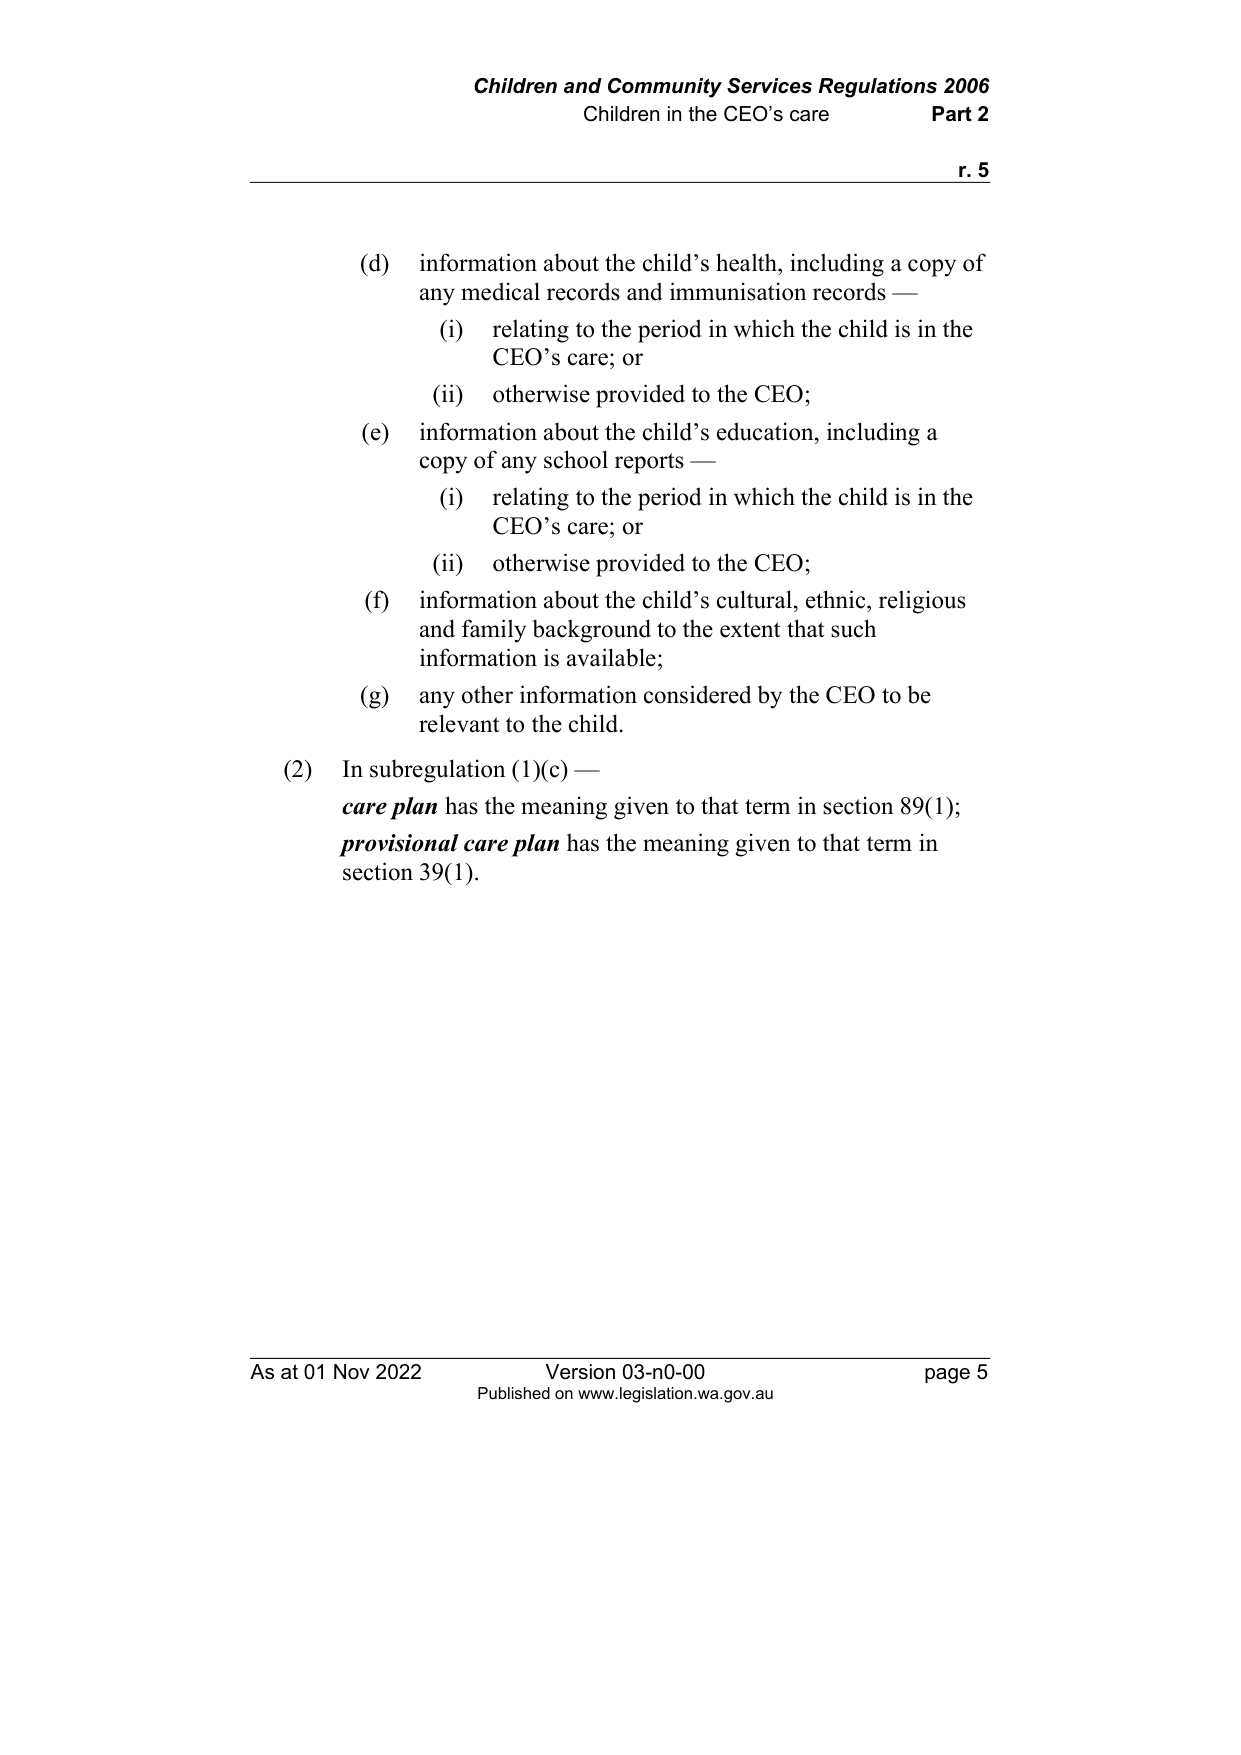 Children and Community Services Regulations 2006
Children in the CEO’s care Part 2
r. 5
(d) information about the child’s health, including a copy of
any medical records and immunisation records —
(i) relating to the period in which the child is in the
CEO’s care; or
(ii) otherwise provided to the CEO;
(e) information about the child’s education, including a
copy of any school reports —
(i) relating to the period in which the child is in the
CEO’s care; or
(ii) otherwise provided to the CEO;
(f) information about the child’s cultural, ethnic, religious
and family background to the extent that such
information is available;
(g) any other information considered by the CEO to be
relevant to the child.
(2) In subregulation (1)(c) —
care plan has the meaning given to that term in section 89(1);
provisional care plan has the meaning given to that term in
section 39(1).
As at 01 Nov 2022 Version 03-n0-00 page 5
Published on www.legislation.wa.gov.au